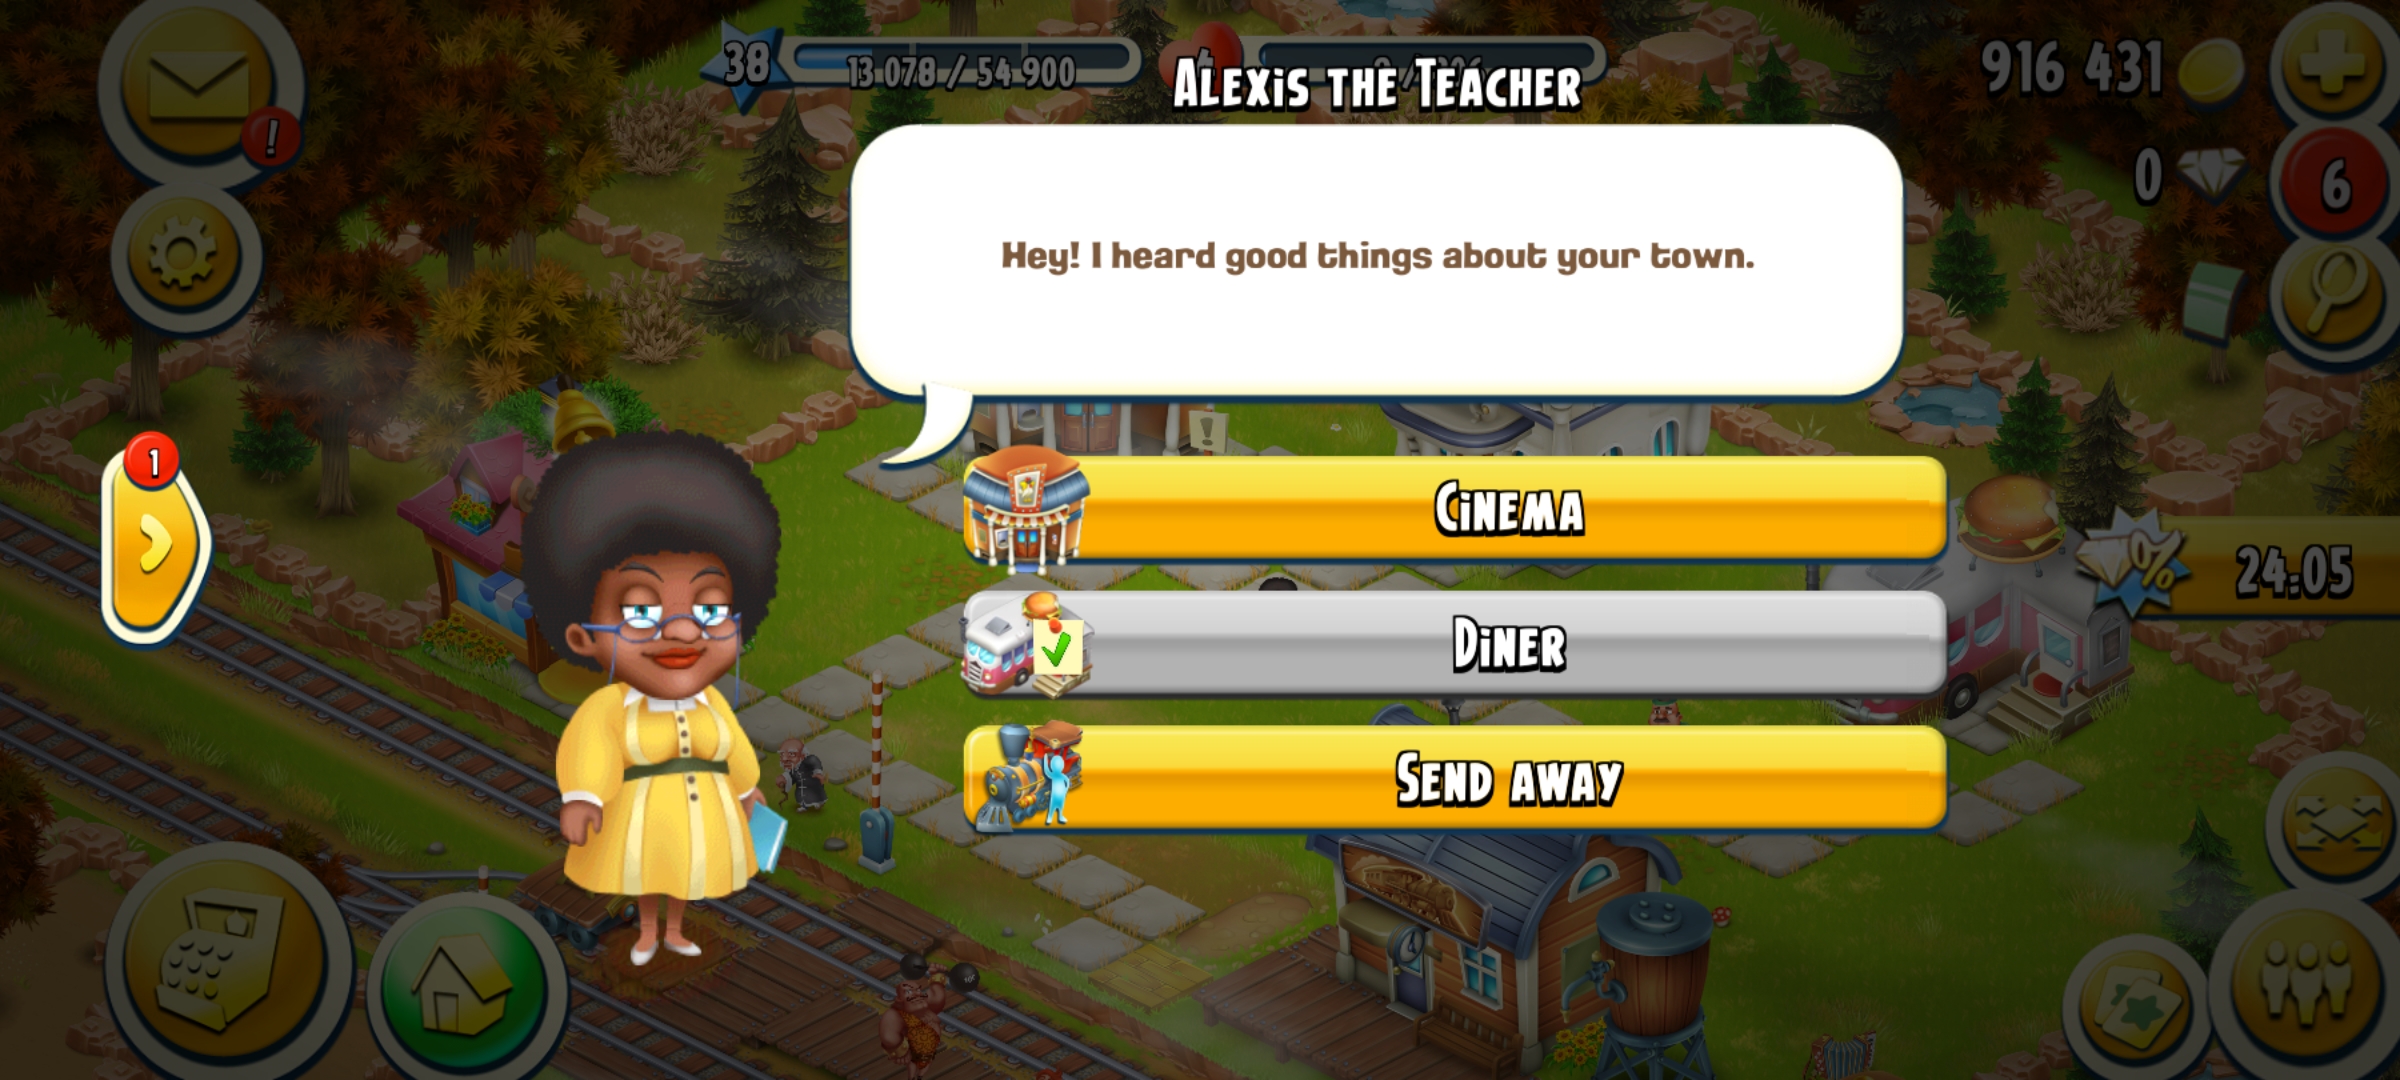 38
13 078 / 54 900
916 431
!
ALEXIS THE TEACHER
0
6
Hey! I heard good things about your town.
1
CINEMA
DINER
%
24:05
SEND AWAY